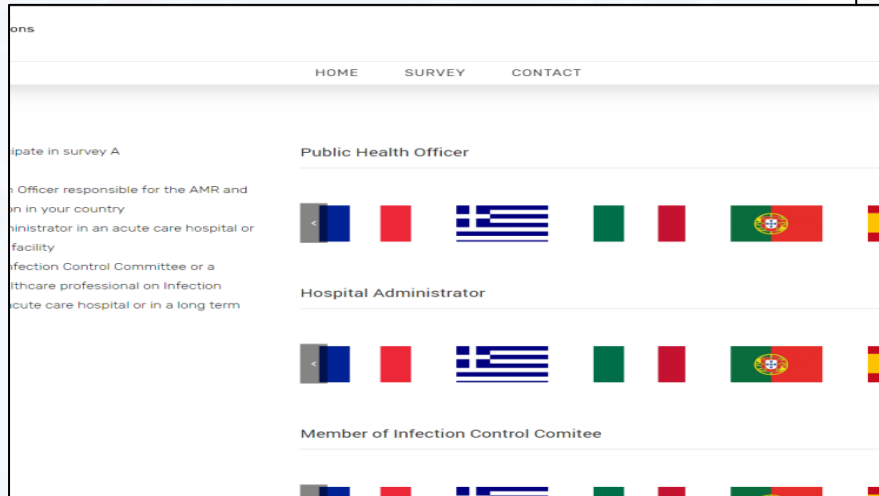 ons
HOME SURVEY CONTACT
cipate in survey A
Officer responsible for the AMR and
on in your country
ministrator in an acute care hospital or
facility
nfection Control Committee or a
lthcare professional on Infection
acute care hospital or in a long term
Public Health Officer
<
Hospital Administrator
<
Member of Infection Control Comitee